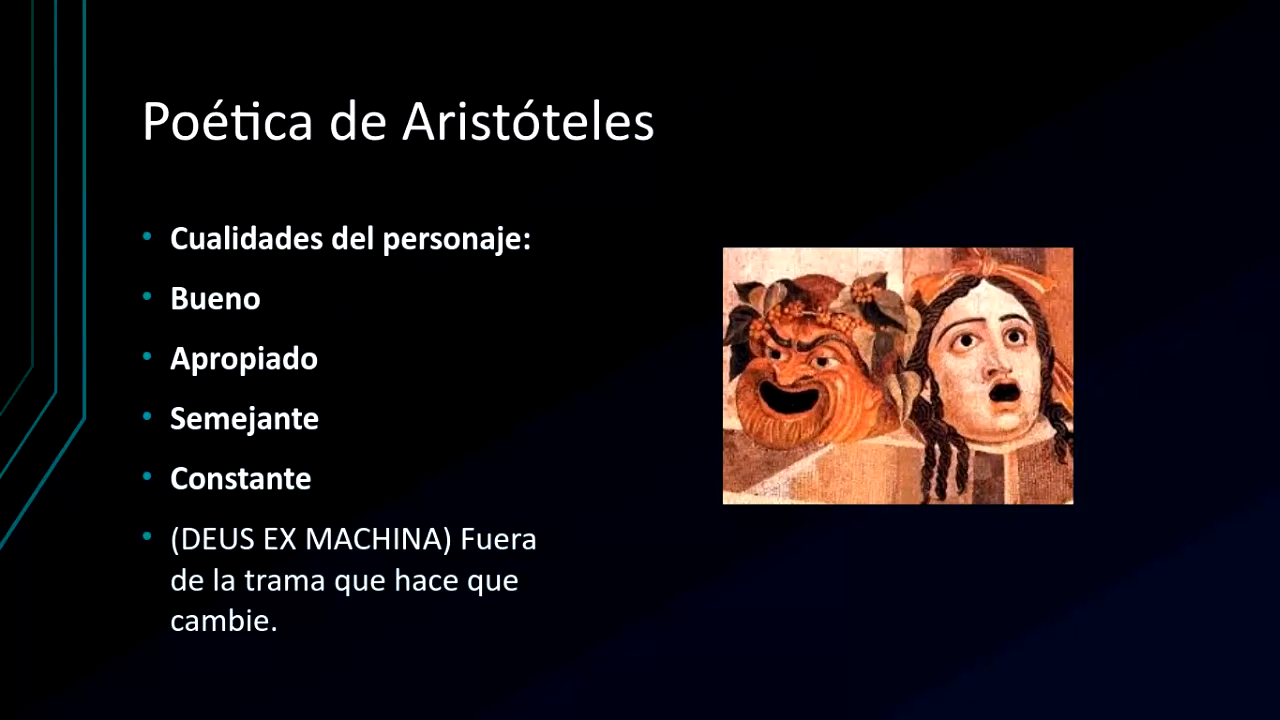 Poética de Aristóteles
• Cualidades del personaje:
• Bueno
• Apropiado
• Semejante
• Constante
• (DEUS EX MACHINA) Fuera
de la trama que hace que
cambie.